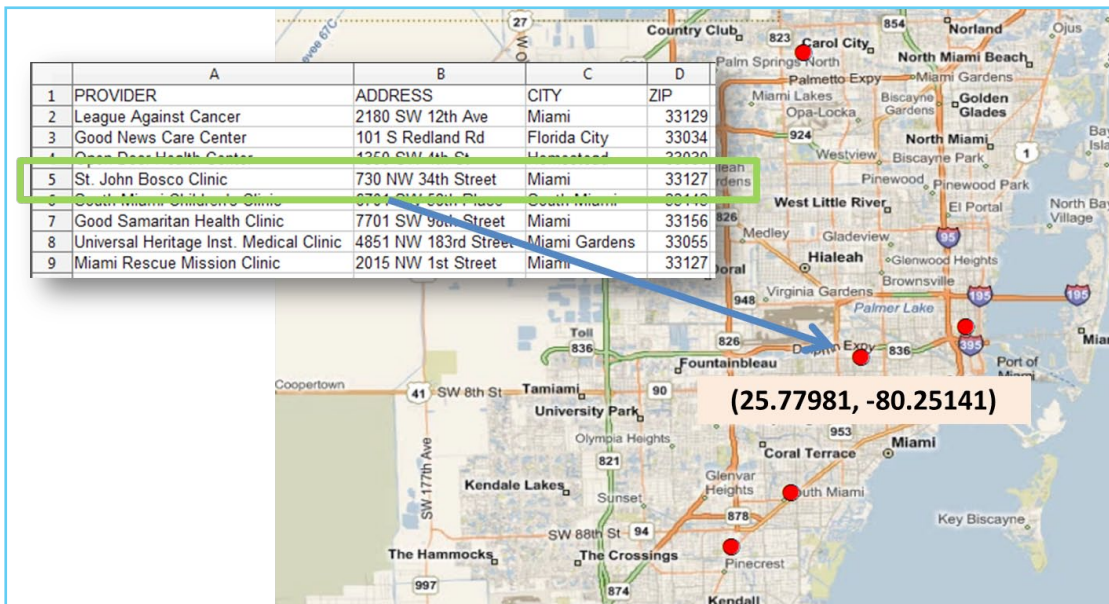 A B C D
1 PROVIDER ADDRESS CITY ZIP
2 League Against Cancer 2180 SW 12th Ave Miami 33129
3 Good News Care Center 101 S Redland Rd Florida City 33034
5 St. John Bosco Clinic 730 NW 34th Street Miami 33127
7 Good Samaritan Health Clinic 7701 SW Street Miami 33156
8 Universal Heritage Inst. Medical Clinic 4851 NW 183rd Street Miami Gardens 33055
9 Miami Rescue Mission Clinic 2015 NW 1st Street Miami 33127
27
Country Club
854
Norland
Ojus
823
Carol City
North Miami Beach
Palm Springs North
Palmetto Expy
Miami Gardens
Miami Lakes
Biscayne Gardens
Golden Glades
Opa-Locka
924
North Miami
1
Westview
Biscayne Park
Pinewood
Pinewood Park
West Little River
El Portal
North Bay Village
826
Medley
Gladeview
95
Hialeah
Glenwood Heights
Brownsville
Virginia Gardens
948
Palmer Lake
195
195
Toll
836
826
Expy
836
395
Fountainbleau
Port of
Coopertown
41
SW 8th St
Tamiami
90
(25.77981, -80.25141)
University Park
953
Miami
Olympia Heights
Coral Terrace
821
SW 177th Ave
Glenvar Heights
Kendale Lakes
Sunset
South Miami
878
Key Biscayne
SW 88th St
94
The Hammocks
The Crossings
Pinecrest
997
874
Kendall